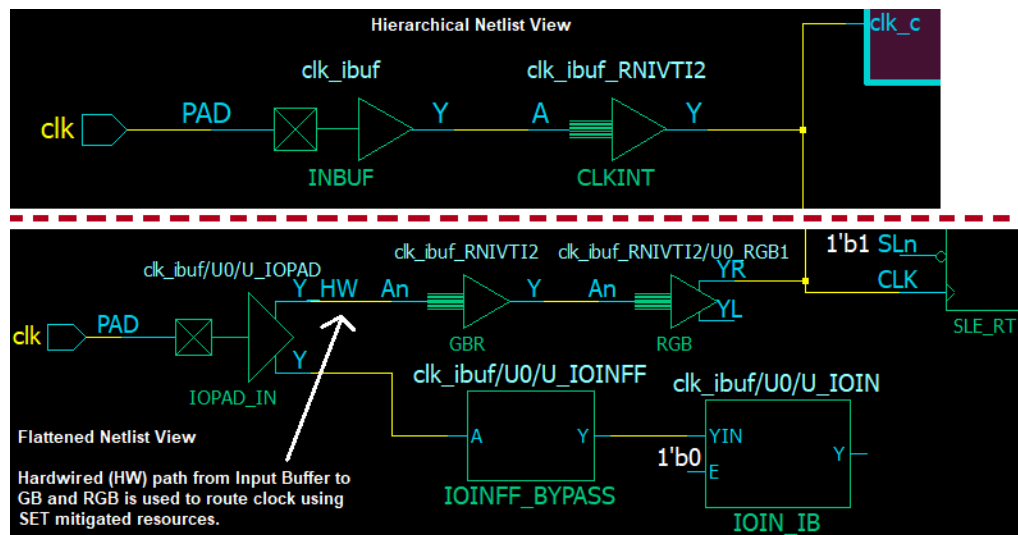 Hierarchical Netlist View
clk_c
clk_ibuf
clk_ibuf_RNIVTI2
clk
PAD
Y
A
Y
INBUF
CLKINT
1'b1
SLn
clk_ibuf_RNIVTI2
clk_ibuf_RNIVTI2/U0_RGB1
clk_ibuf/U0/U_IOPAD
YR
CLK
Y_HW
An
Y
An
YL
clk
PAD
SLE_RT
GBR
RGB
Y
IOPAD_IN
clk_ibuf/U0/U_IOINFF
clk_ibuf/U0/U_IOIN
Flattened Netlist View
A
Y
YIN
1'b0
E
Y
Hardwired (HW) path from Input Buffer to
GB and RGB is used to route clock using
SET mitigated resources.
IOINFF_BYPASS
IOIN_IB